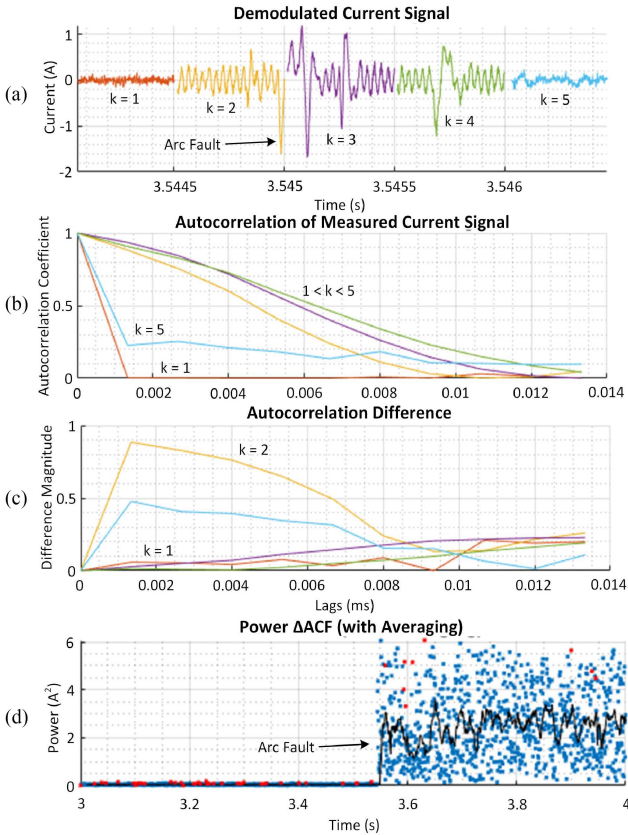 Demodulated Current Signal
(a)
Current (A)
1
0
-1
-2
k = 1
k = 2
k = 3
k = 4
k = 5
Arc Fault
3.5445
3.545
3.5455
3.546
Time (s)
Autocorrelation of Measured Current Signal
(b)
Autocorrelation Coefficient
1
0.5
0
1 < k < 5
k = 5
k = 1
0
0.002
0.004
0.006
0.008
0.01
0.012
0.014
Autocorrelation Difference
(c)
Difference Magnitude
1
0.5
0
k = 2
k = 1
0
0.002
0.004
0.006
0.008
0.01
0.012
0.014
Lags (ms)
Power ΔACF (with Averaging)
(d)
Power (A²)
6
4
2
0
Arc Fault
3
3.2
3.4
3.6
3.8
4
Time (s)